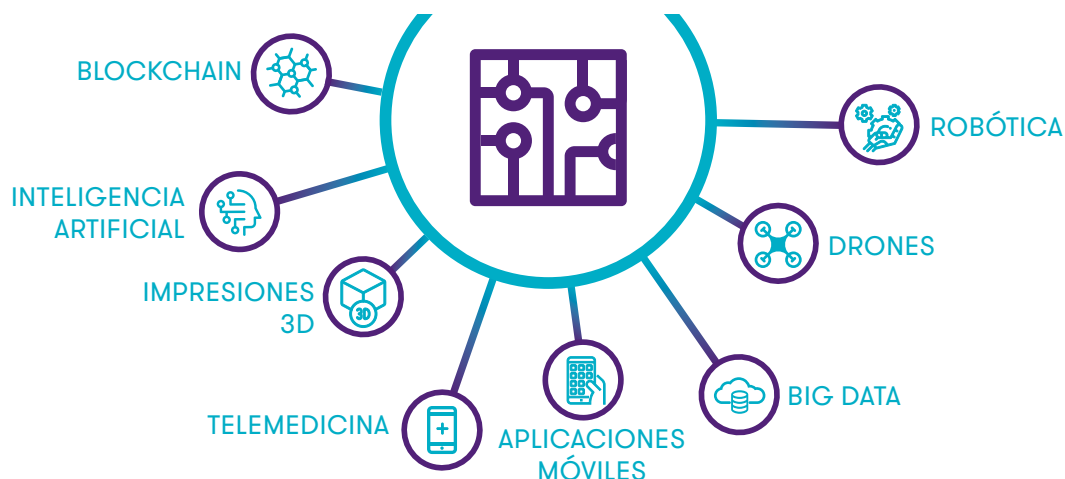 BLOCKCHAIN
INTELIGENCIA
ARTIFICIAL
IMPRESIONES
3D
3D
TELEMEDICINA
APLICACIONES
MÓVILES
BIG DATA
DRONES
ROBÓTICA